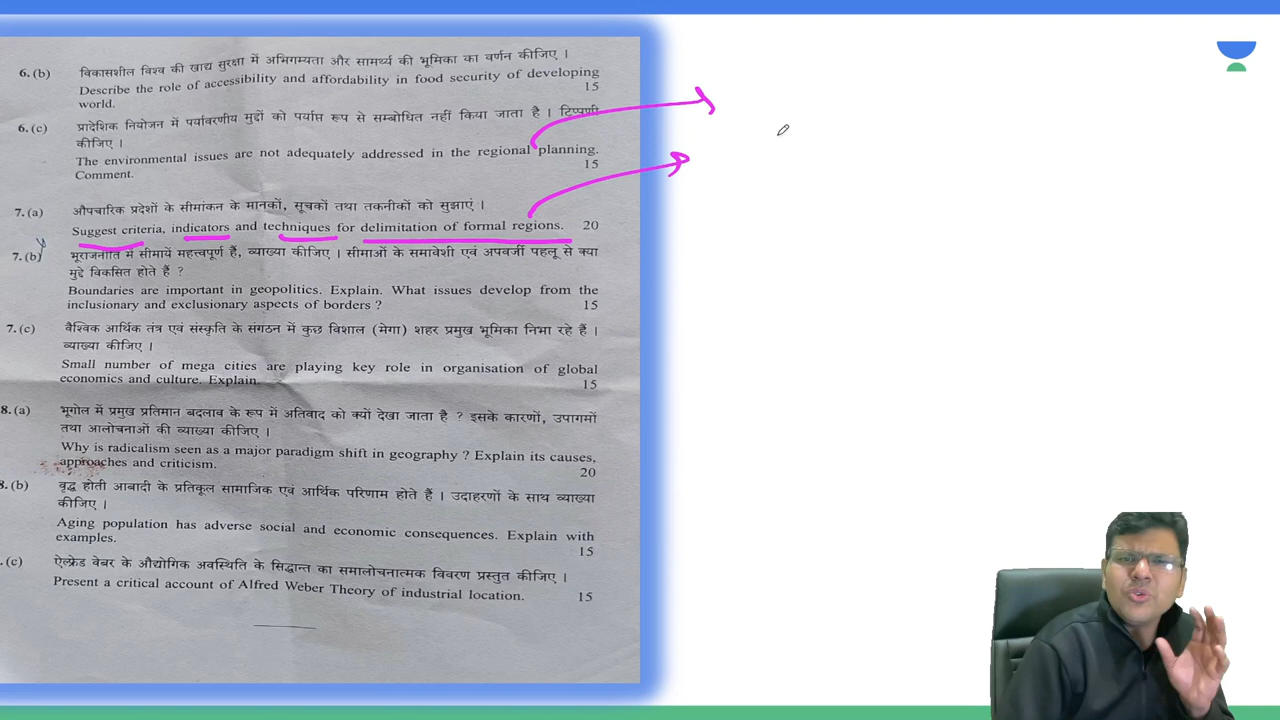 6. (b) विकासशील विश्व की खाद्य सुरक्षा में अभिगम्यता और सामर्थ्य की भूमिका का वर्णन कीजिए ।
Describe the role of accessibility and affordability in food security of developing
world. 15
6. (c) प्रादेशिक नियोजन में पर्यावरणीय मुद्दों को पर्याप्त रूप से सम्बोधित नहीं किया जाता है । टिप्पणी
कीजिए ।
The environmental issues are not adequately addressed in the regional planning.
Comment. 15
7. (a) औपचारिक प्रदेशों के सीमांकन के मानकों, सूचकों तथा तकनीकों को सुझाएं ।
Suggest criteria, indicators and techniques for delimitation of formal regions. 20
7. (b) भूराजनीति में सीमायें महत्त्वपूर्ण हैं, व्याख्या कीजिए । सीमाओं के समावेशी एवं अपवर्जी पहलू से क्या
मुद्दे विकसित होते हैं ?
Boundaries are important in geopolitics. Explain. What issues develop from the
inclusionary and exclusionary aspects of borders ? 15
7. (c) वैश्विक आर्थिक तंत्र एवं संस्कृति के संगठन में कुछ विशाल (मेगा) शहर प्रमुख भूमिका निभा रहे हैं ।
व्याख्या कीजिए ।
Small number of mega cities are playing key role in organisation of global
economics and culture. Explain. 15
8. (a) भूगोल में प्रमुख प्रतिमान बदलाव के रूप में अतिवाद को क्यों देखा जाता है ? इसके कारणों, उपागमों
तथा आलोचनाओं की व्याख्या कीजिए ।
Why is radicalism seen as a major paradigm shift in geography ? Explain its causes,
approaches and criticism. 20
8. (b) वृद्ध होती आबादी के प्रतिकूल सामाजिक एवं आर्थिक परिणाम होते हैं । उदाहरणों के साथ व्याख्या
कीजिए ।
Aging population has adverse social and economic consequences. Explain with
examples. 15
. (c) ऐल्फ्रेड वेबर के औद्योगिक अवस्थिति के सिद्धान्त का समालोचनात्मक विवरण प्रस्तुत कीजिए ।
Present a critical account of Alfred Weber Theory of industrial location. 15